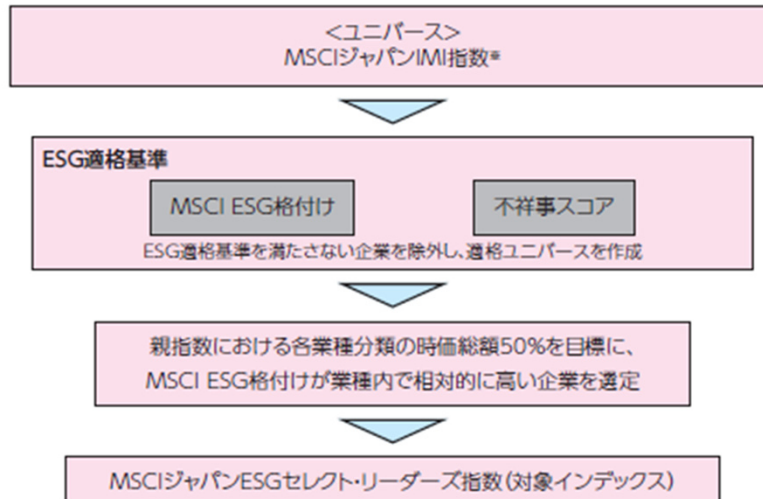 <ユニバース>
MSCIジャパンIMI指数※
ESG適格基準
MSCI ESG格付け
不祥事スコア
ESG適格基準を満たさない企業を除外し、適格ユニバースを作成
親指数における各業種分類の時価総額50%を目標に、
MSCI ESG格付けが業種内で相対的に高い企業を選定
MSCIジャパンESGセレクト・リーダーズ指数(対象インデックス)